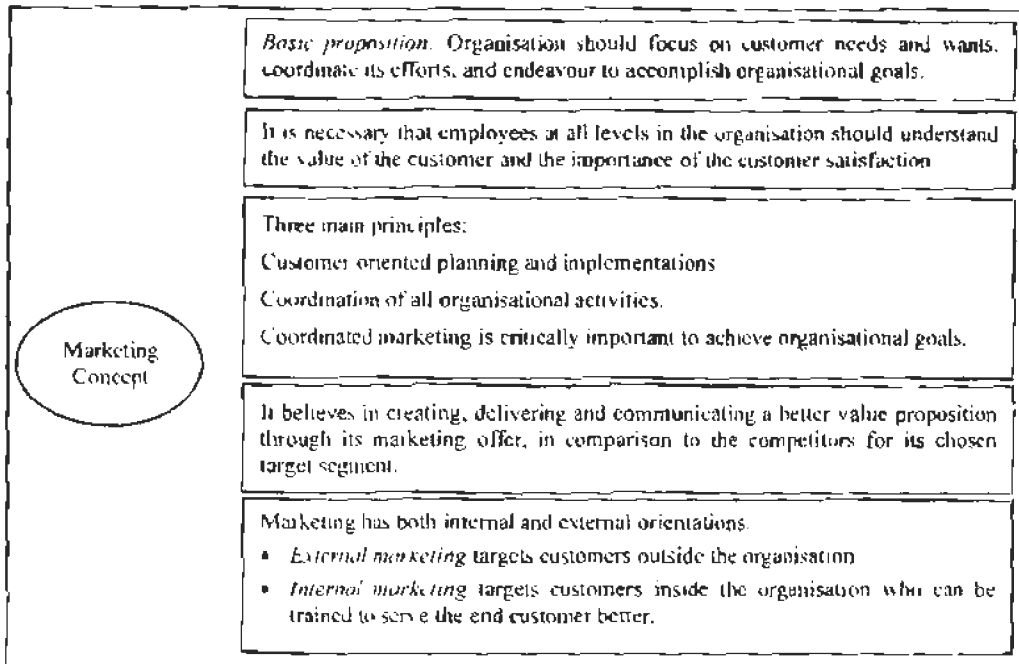 Basic proposition. Organisation should focus on customer needs and wants,
coordinate its efforts, and endeavour to accomplish organisational goals.
It is necessary that employees at all levels in the organisation should understand
the value of the customer and the importance of the customer satisfaction
Three main principles:
Customer oriented planning and implementations
Coordination of all organisational activities.
Coordinated marketing is critically important to achieve organisational goals.
Marketing
Concept
It believes in creating, delivering and communicating a better value proposition
through its marketing offer, in comparison to the competitors for its chosen
target segment.
Marketing has both internal and external orientations.
• External marketing targets customers outside the organisation
• Internal marketing targets customers inside the organisation who can be
trained to serve the end customer better.